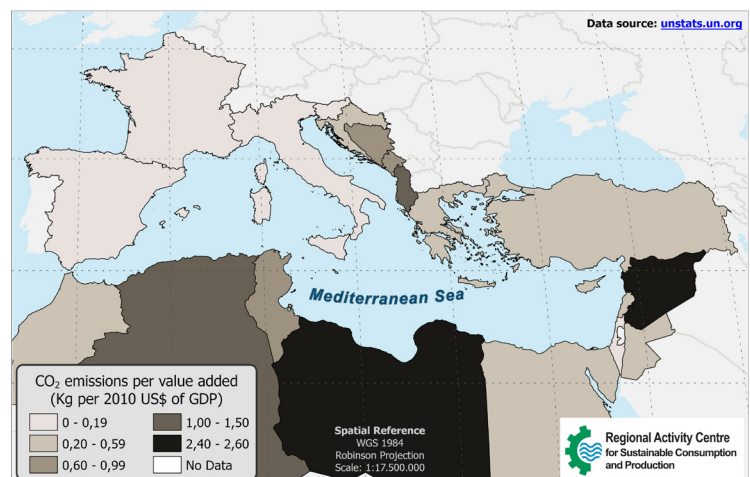 Data source: unstats.un.org
Mediterranean Sea
CO₂ emissions per value added
(Kg per 2010 US$ of GDP)
0 - 0,19
0,20 - 0,59
0,60 - 0,99
1,00 - 1,50
2,40 - 2,60
No Data
Spatial Reference
WGS 1984
Robinson Projection
Scale: 1:17.500.000
Regional Activity Centre
for Sustainable Consumption
and Production